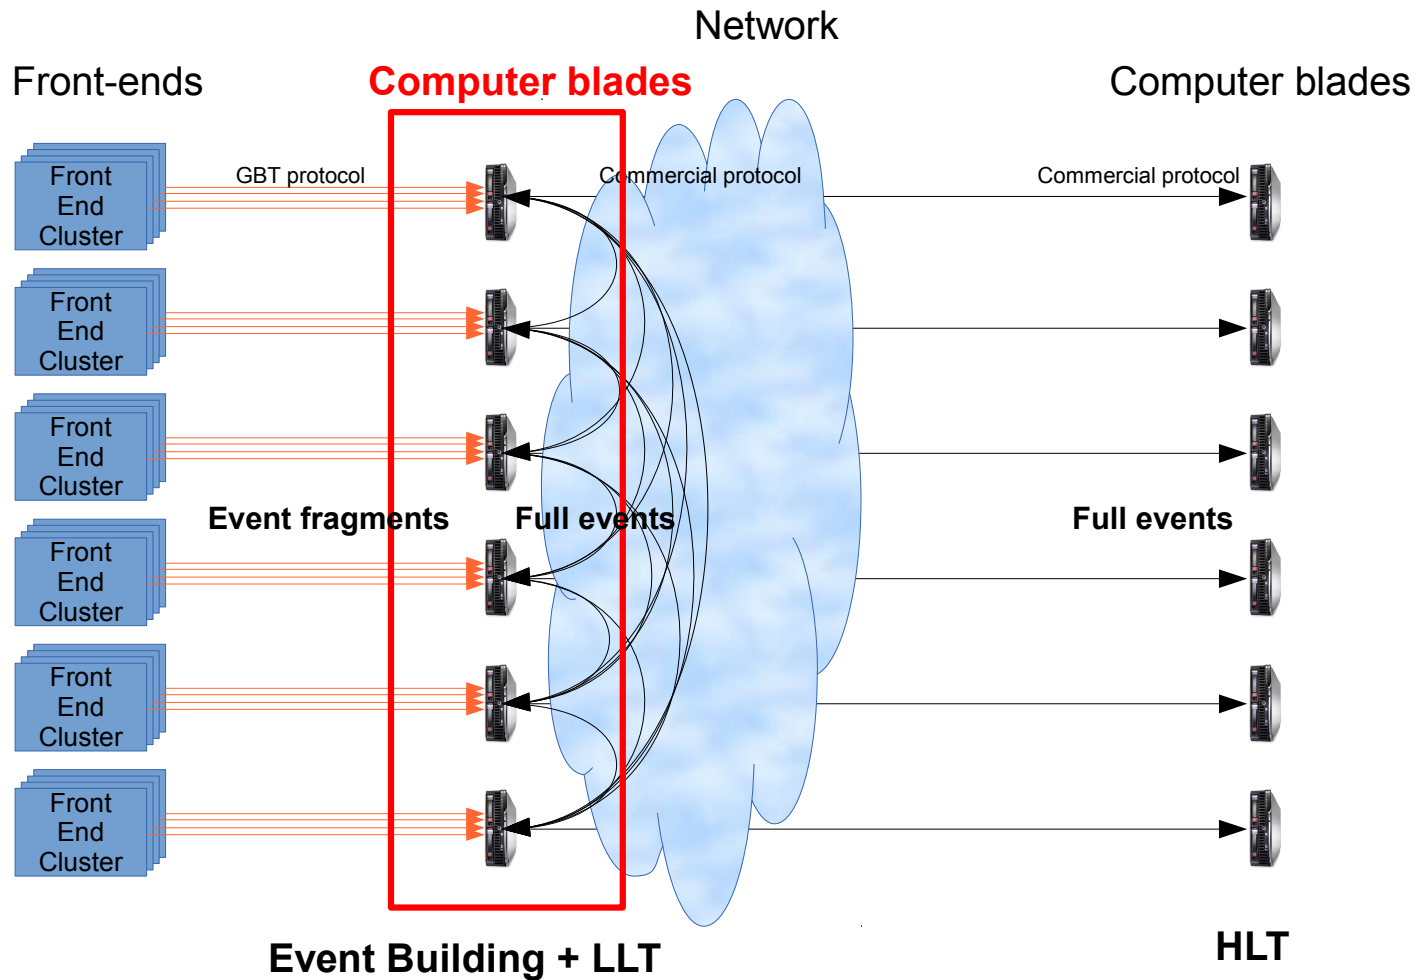 Network
Front-ends
Computer blades
Computer blades
GBT protocol
Commercial protocol
Commercial protocol
Front
End
Cluster
Front
End
Cluster
Front
End
Cluster
Event fragments
Full events
Full events
Front
End
Cluster
Front
End
Cluster
Front
End
Cluster
Event Building + LLT
HLT